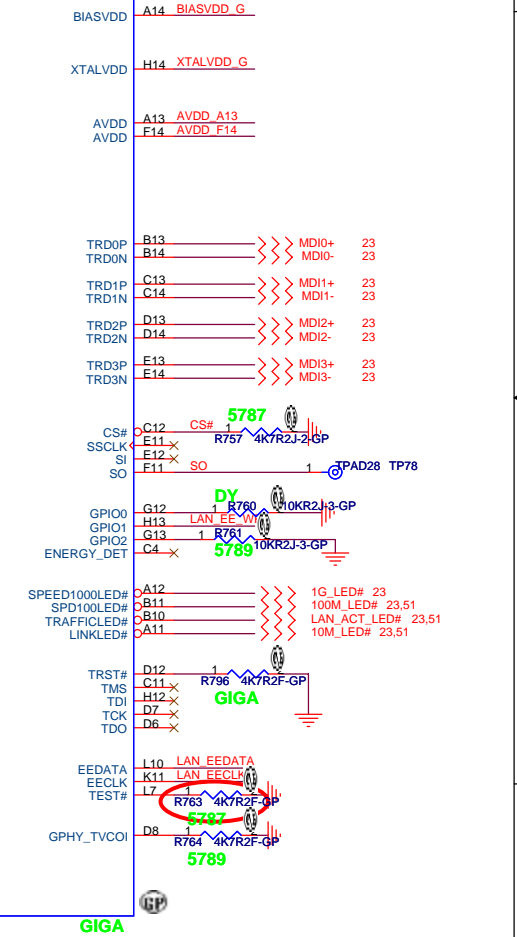 BIASVDD A14 BIASVDD_G
XTALVDD H14 XTALVDD_G
AVDD A13 AVDD_A13
AVDD F14 AVDD_F14
TRD0P B13 MDI0+ 23
TRD0N B14 MDI0- 23
TRD1P C13 MDI1+ 23
TRD1N C14 MDI1- 23
TRD2P D13 MDI2+ 23
TRD2N D14 MDI2- 23
TRD3P E13 MDI3+ 23
TRD3N E14 MDI3- 23
5787
CS# C12 CS# 1
R757 4K7R2J-2-GP
SSCLK E11
SI E12
SO F11 SO 1 TPAD28 TP78
DY
GPIO0 G12 1 R760 10KR2J-3-GP
GPIO1 H13
GPIO2 G13 1 R761 10KR2J-3-GP
5789
ENERGY_DET C4
SPEED1000LED# A12 1G_LED# 23
SPD100LED# B11 100M_LED# 23,51
TRAFFICLED# B10 LAN_ACT_LED# 23,51
LINKLED# A11 10M_LED# 23,51
TRST# D12 1
R796 4K7R2F-GP
TMS C11
GIGA
TDI H12
TCK D7
TDO D6
EEDATA L10 LAN_EEDATA
EECLK K11 LAN_EECLK
TEST# L7 1
R763 4K7R2F-GP
5787
GPHY_TVCOI D8 1
R764 4K7R2F-GP
5789
GP
GIGA